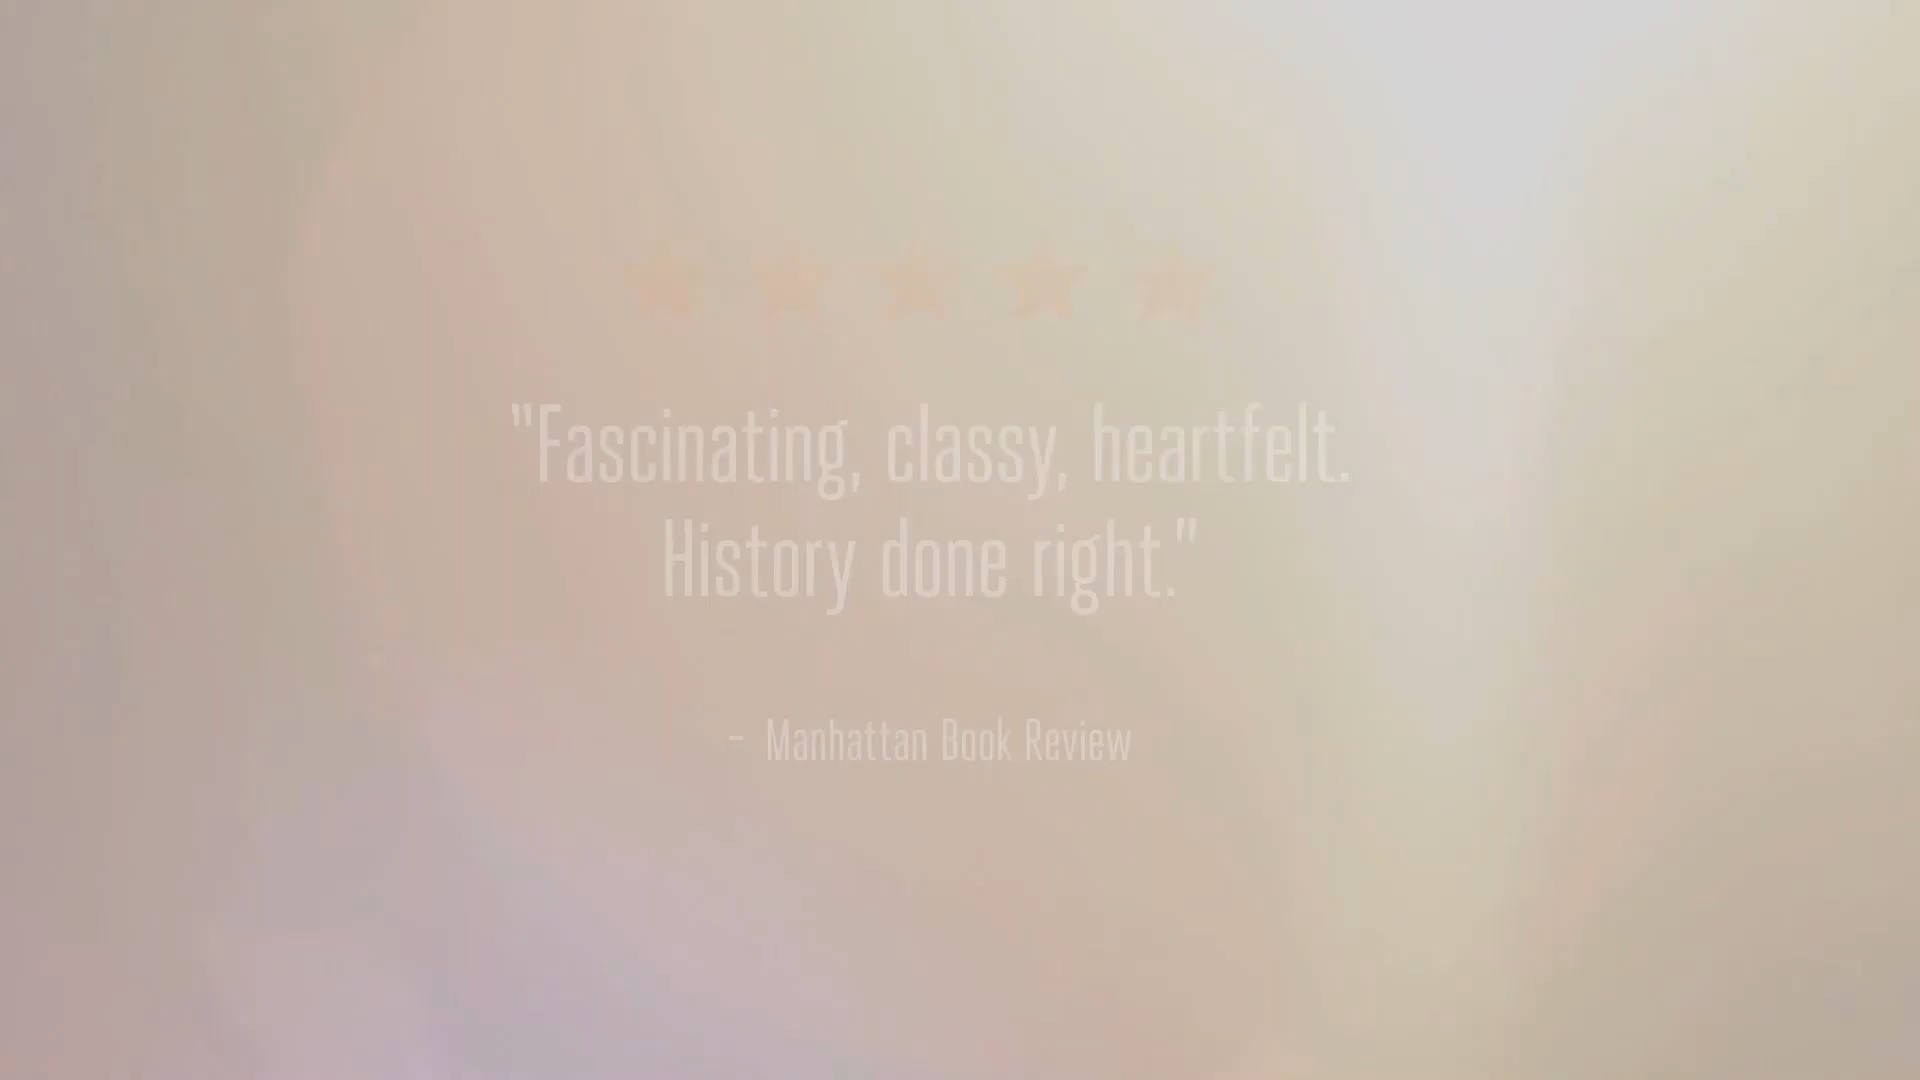 "Fascinating, classy, heartfelt.
History done right."
- Manhattan Book Review